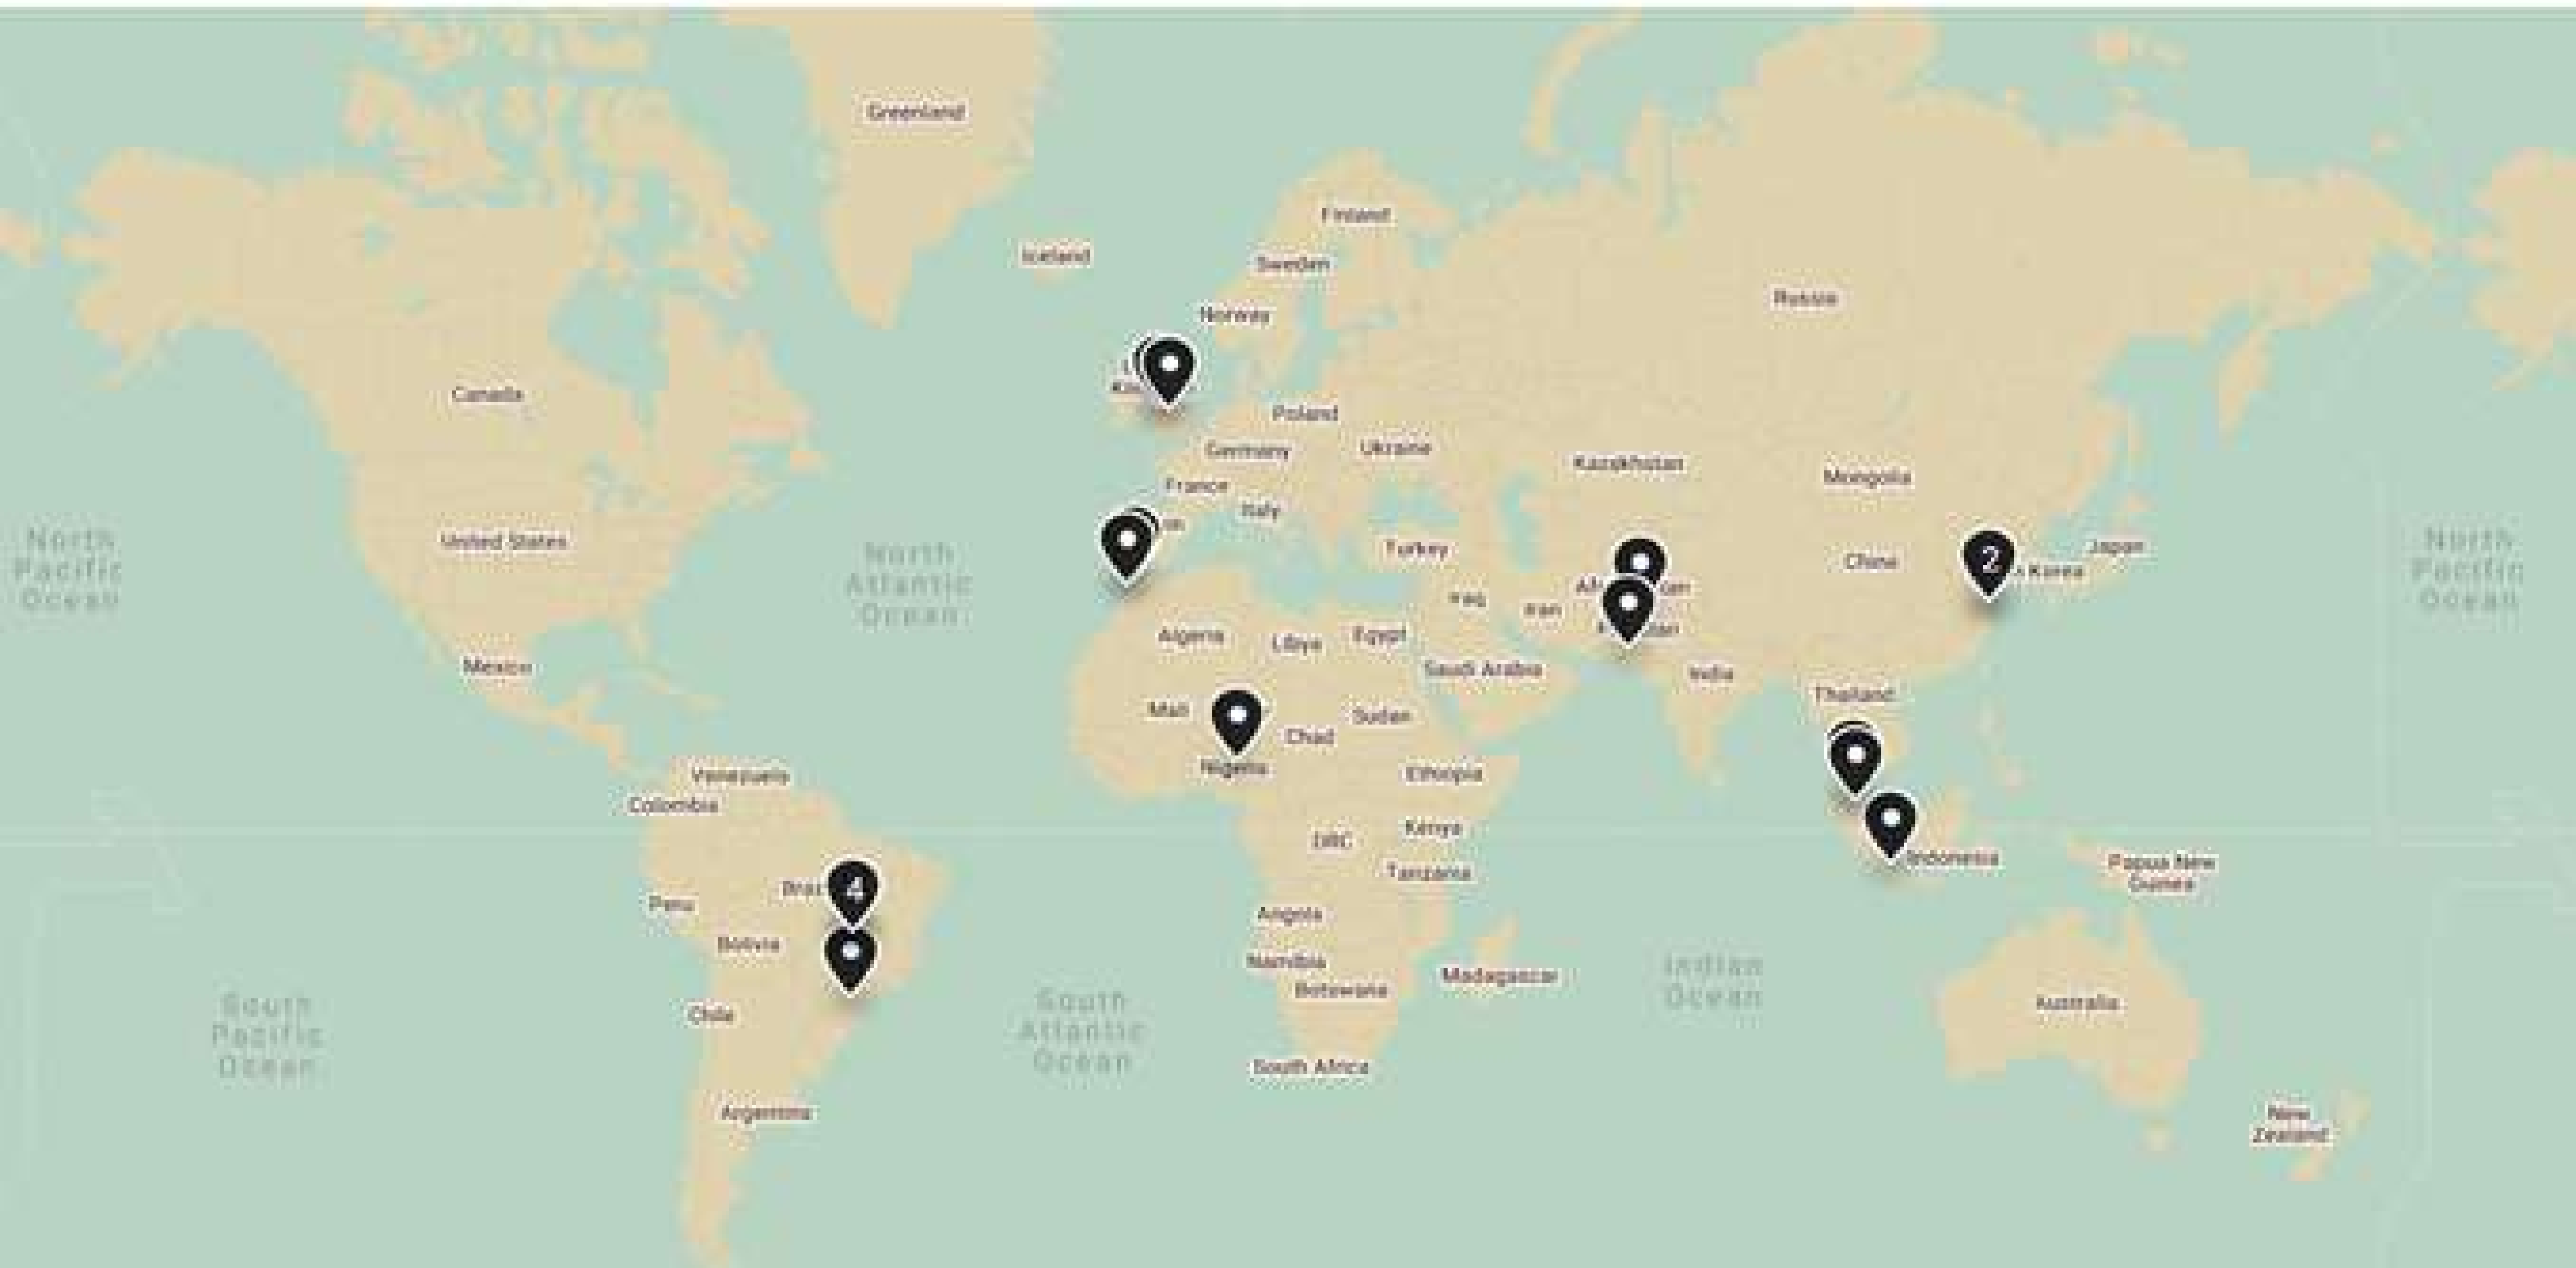 Greenland
Finland
Iceland
Sweden
Russia
Norway
Canada
Poland
Ukraine
Germany
Kazakhstan
Mongolia
France
Italy
United States
North
Pacific
Ocean
North
Atlantic
Ocean
Turkey
China
2
Japan
Korea
North
Pacific
Ocean
Iraq
Iran
Algeria
Libya
Egypt
Mexico
Saudi Arabia
India
Thailand
Mali
Sudan
Chad
Nigeria
Venezuela
Ethiopia
Colombia
Kenya
DRC
Indonesia
Papua New
Guinea
Tanzania
4
Peru
Angola
Bolivia
Namibia
Botswana
Madagascar
Indian
Ocean
Australia
South
Pacific
Ocean
Chile
South
Atlantic
Ocean
South Africa
Argentina
New
Zealand